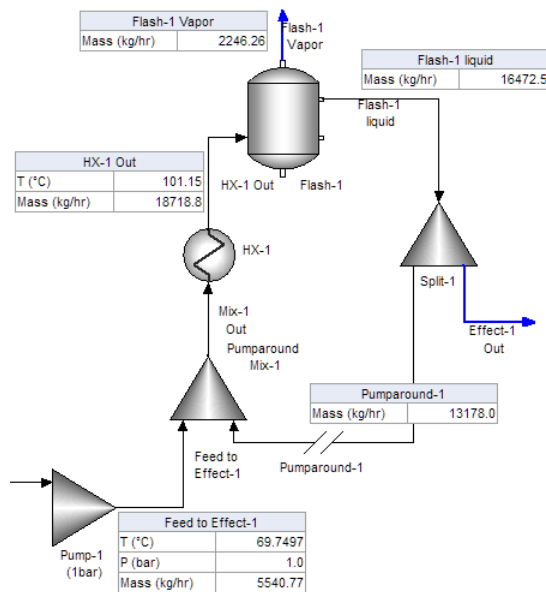 Flash-1 Vapor
Mass (kg/hr) 2246.26
Flash-1
Vapor
Flash-1 liquid
Mass (kg/hr) 16472.5
Flash-1
liquid
HX-1 Out
T (°C) 101.15
Mass (kg/hr) 18718.8
HX-1 Out
Flash-1
HX-1
Split-1
Mix-1
Out
Pumparound
Mix-1
Effect-1
Out
Pumparound-1
Mass (kg/hr) 13178.0
Feed to
Effect-1
Pumparound-1
Pump-1
(1bar)
Feed to Effect-1
T (°C) 69.7497
P (bar) 1.0
Mass (kg/hr) 5540.77